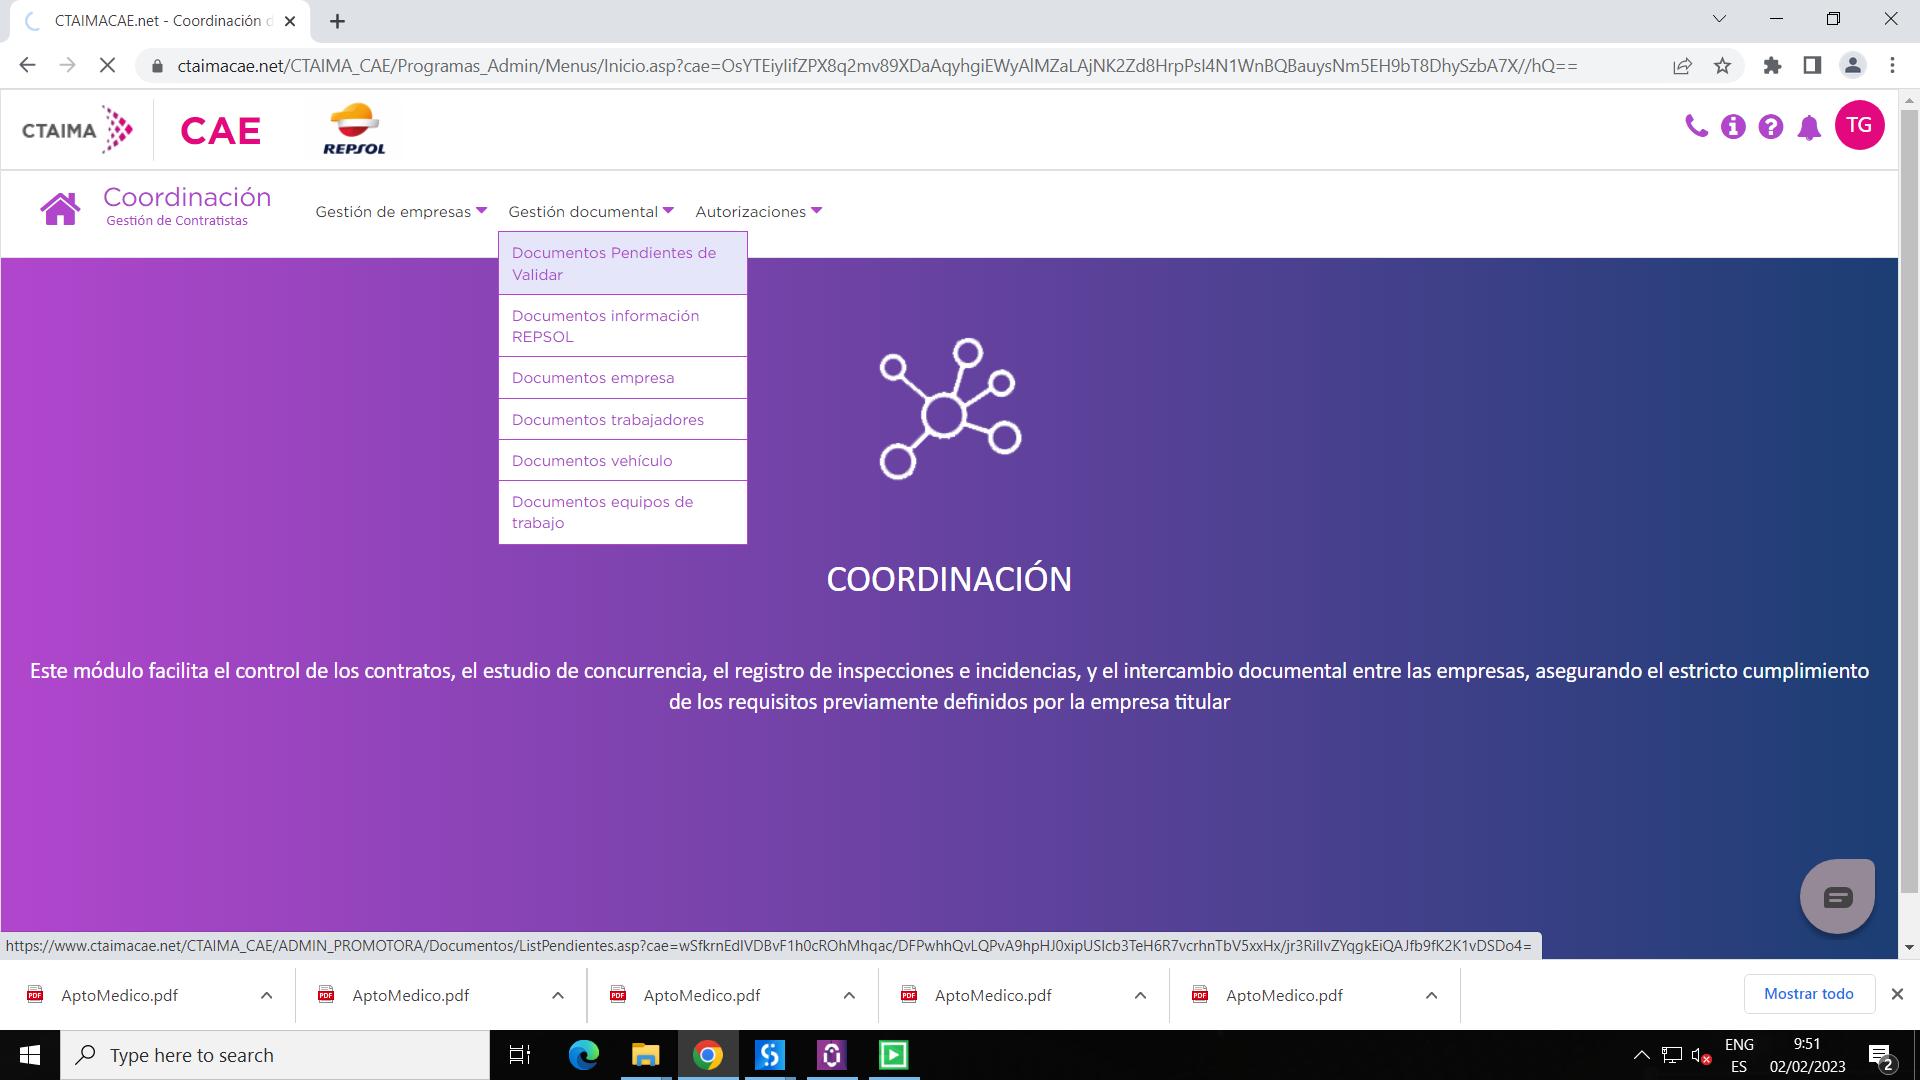 CTAIMACAE.net - Coordinación d
ctaimacae.net/CTAIMA_CAE/Programas_Admin/Menus/Inicio.asp?cae=OsYTEiyIifZPX8q2mv89XDaAqyhgiEWyAlMZaLAjNK2Zd8HrpPsI4N1WnBQBauysNm5EH9bT8DhySzbA7X//hQ==
CTAIMA
CAE
REPSOL
TG
Coordinación
Gestión de Contratistas
Gestión de empresas
Gestión documental
Autorizaciones
Documentos Pendientes de
Validar
Documentos información
REPSOL
Documentos empresa
Documentos trabajadores
Documentos vehículo
Documentos equipos de
trabajo
COORDINACIÓN
Este módulo facilita el control de los contratos, el estudio de concurrencia, el registro de inspecciones e incidencias, y el intercambio documental entre las empresas, asegurando el estricto cumplimiento
de los requisitos previamente definidos por la empresa titular
https://www.ctaimacae.net/CTAIMA_CAE/ADMIN_PROMOTORA/Documentos/ListPendientes.asp?cae=wSfkrnEdIVDBvF1h0cROhMhqac/DFPwhhQvLQPvA9hpHJ0xipUSIcb3TeH6R7vcrhnTbV5xxHx/jr3RiIlvZYqgkEiQAJfb9fK2K1vDSDo4=
AptoMedico.pdf
AptoMedico.pdf
AptoMedico.pdf
AptoMedico.pdf
AptoMedico.pdf
Mostrar todo
Type here to search
ENG
ES
9:51
02/02/2023
2